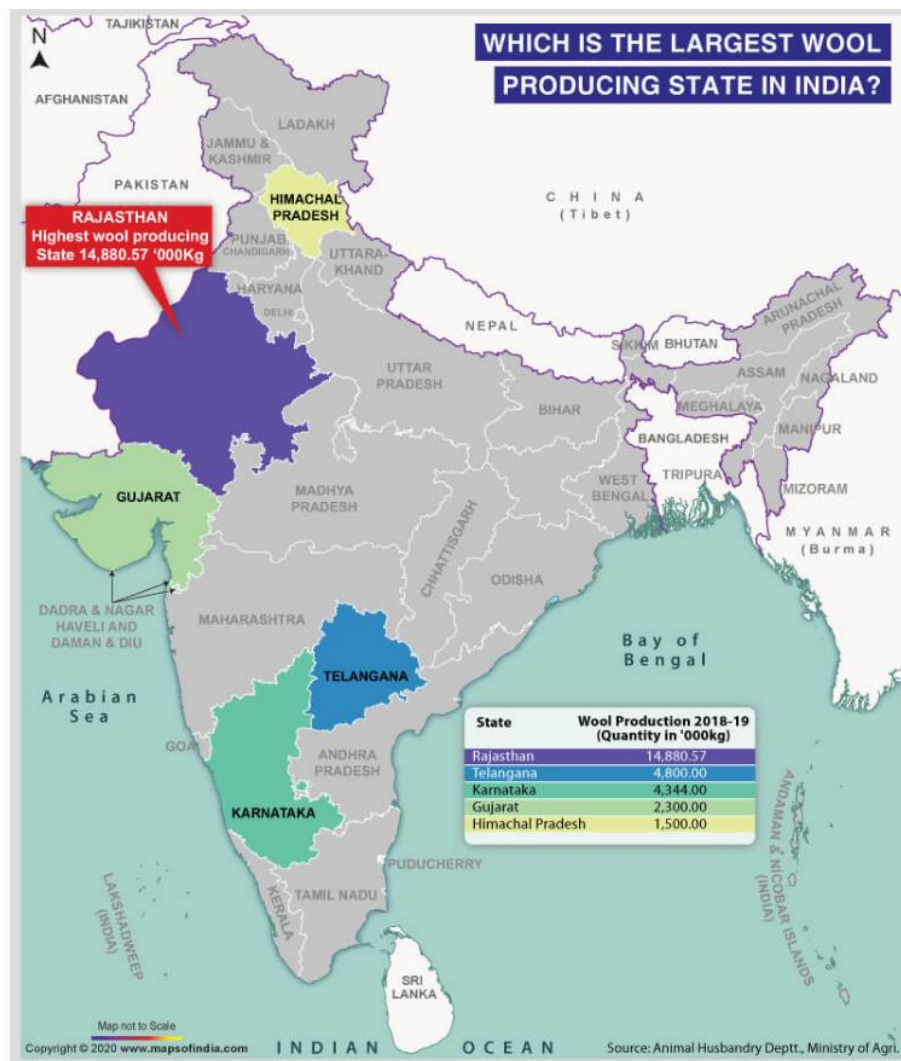 WHICH IS THE LARGEST WOOL
PRODUCING STATE IN INDIA?
N
TAJIKISTAN
AFGHANISTAN
LADAKH
JAMMU &
KASHMIR
PAKISTAN
HIMACHAL
PRADESH
CHINA
(Tibet)
RAJASTHAN
Highest wool producing
State 14,880.57 '000Kg
PUNJAB
CHANDIGARH
UTTARA-
KHAND
HARYANA
DELHI
NEPAL
SIKKIM
BHUTAN
ARUNACHAL
PRADESH
UTTAR
PRADESH
ASSAM
NAGALAND
BIHAR
MEGHALAYA
MANIPUR
BANGLADESH
GUJARAT
MADHYA
PRADESH
WEST
BENGAL
TRIPURA
MIZORAM
CHHATTISGARH
MYANMAR
(Burma)
ODISHA
DADRA & NAGAR
HAVELI AND
DAMAN & DIU
MAHARASHTRA
Bay of
Bengal
TELANGANA
Arabian
Sea
GOA
ANDHRA
PRADESH
KARNATAKA
State Wool Production 2018-19
(Quantity in '000kg)
Rajasthan 14,880.57
Telangana 4,800.00
Karnataka 4,344.00
Gujarat 2,300.00
Himachal Pradesh 1,500.00
ANDAMAN & NICOBAR ISLANDS
(INDIA)
PUDUCHERRY
LAKSHADWEEP
(INDIA)
KERALA
TAMIL NADU
SRI
LANKA
Map not to Scale
Copyright © 2020 www.mapsofindia.com
INDIAN OCEAN
Source: Animal Husbandry Deptt., Ministry of Agri.